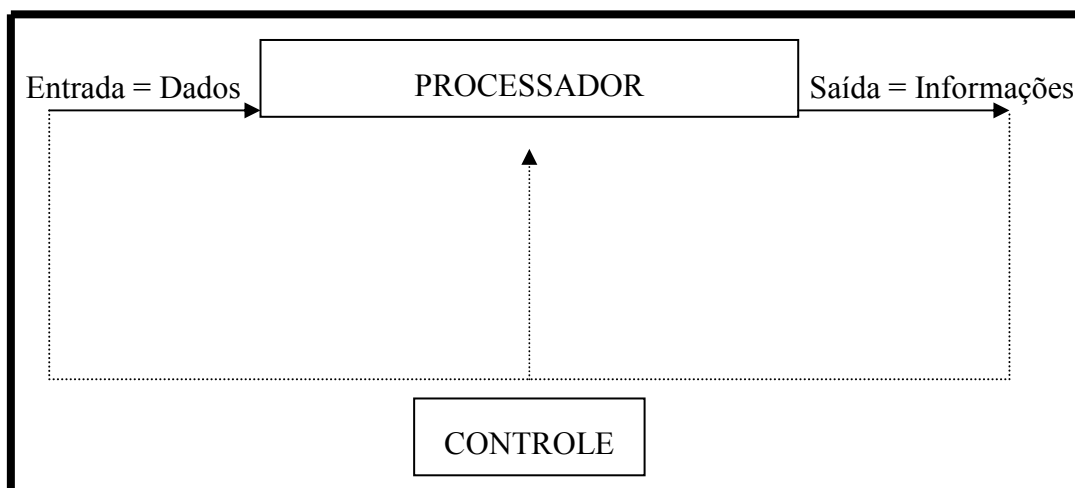 Entrada = Dados
PROCESSADOR
Saída = Informações
CONTROLE